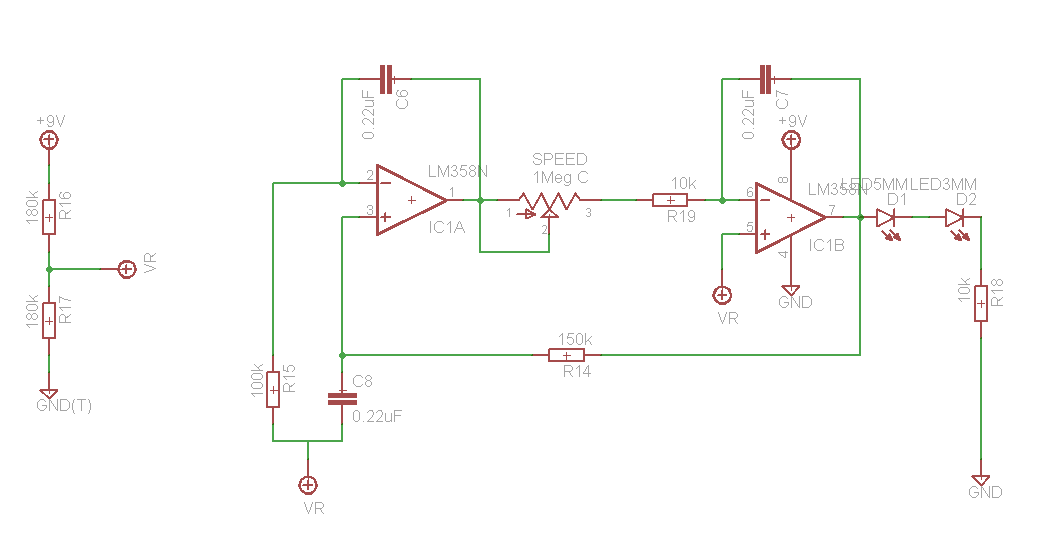 +9V
180k
R16
VR
180k
R17
GND(T)
0.22uF
C6
2
3
1
LM358N
IC1A
SPEED
1Meg C
1
2
3
10k
R19
0.22uF
C7
+9V
8
6
5
7
4
LM358N
IC1B
GND
VR
LED5MM
D1
LED3MM
D2
10k
R18
GND
150k
R14
100k
R15
C8
0.22uF
VR